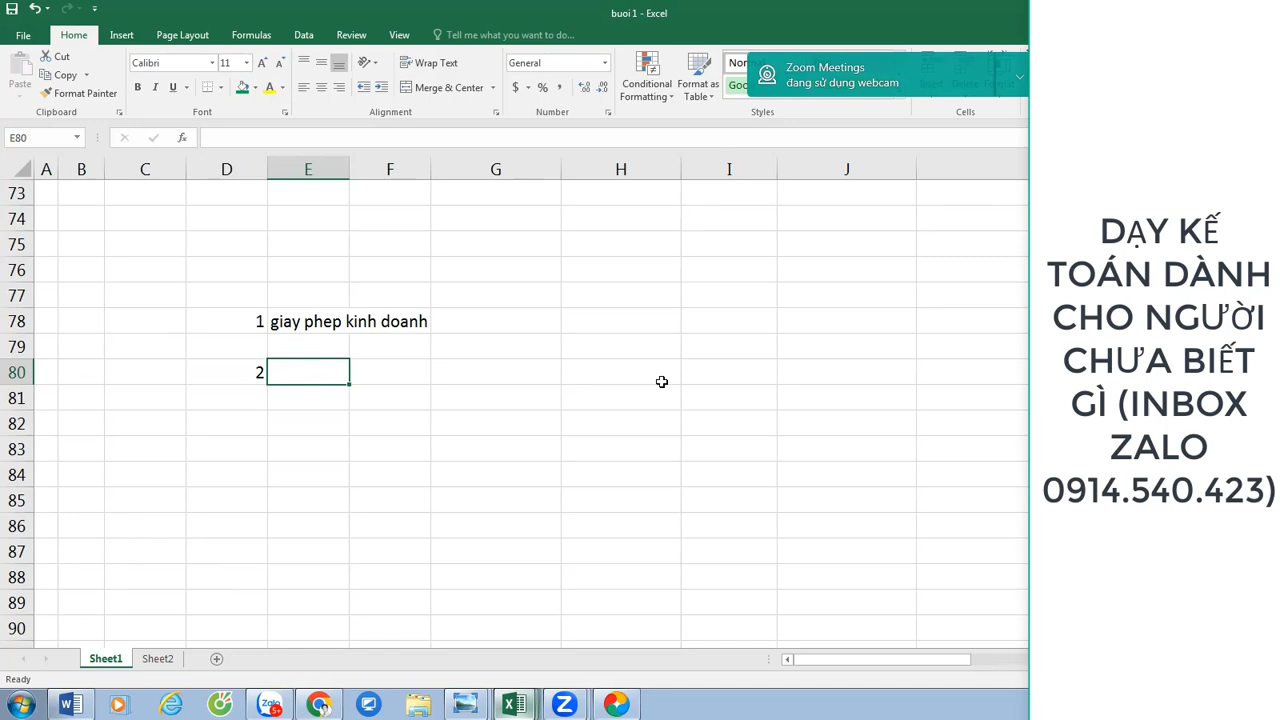 buoi 1 - Excel
File Home Insert Page Layout Formulas Data Review View Tell me what you want to do...
Cut
Copy
Format Painter
Paste
Clipboard
Calibri 11
B I U
Font
Wrap Text
Merge & Center
Alignment
General
$ % ,
Number
Conditional Formatting
Format as Table
Styles
Cells
Zoom Meetings
đang sử dụng webcam
E80
fx
A B C D E F G H I J
73
74
75
76
77
78 1 giay phep kinh doanh
79
80 2
81
82
83
84
85
86
87
88
89
90
Sheet1 Sheet2
Ready
Zalo
5+
DẠY KẾ
TOÁN DÀNH
CHO NGƯỜI
CHƯA BIẾT
GÌ (INBOX
ZALO
0914.540.423)